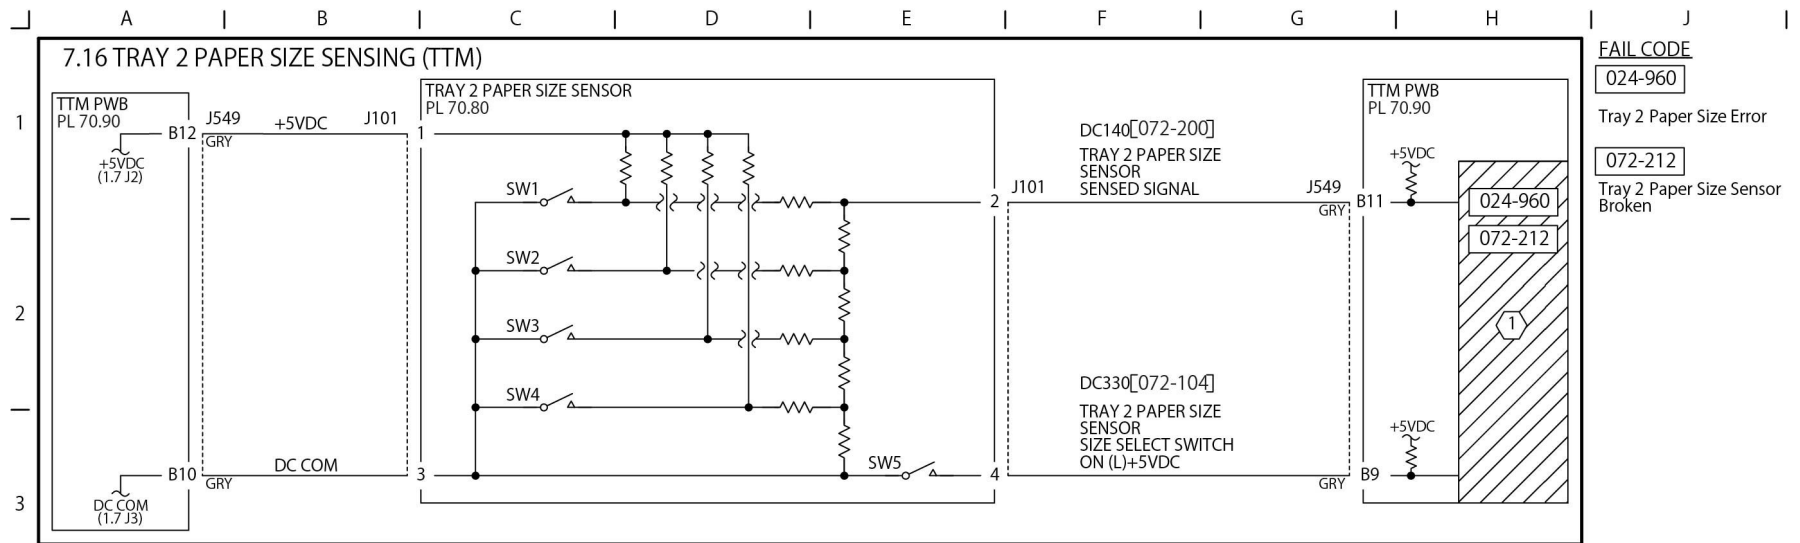 A B C D E F G H J
7.16 TRAY 2 PAPER SIZE SENSING (TTM)
1
2
3
TTM PWB
PL 70.90
B12
+5VDC
(1.7 J2)
B10
DC COM
(1.7 J3)
J549
GRY
+5VDC
J101
GRY
DC COM
TRAY 2 PAPER SIZE SENSOR
PL 70.80
1
SW1
SW2
SW3
SW4
SW5
3
2
4
J101
DC140[072-200]
TRAY 2 PAPER SIZE
SENSOR
SENSED SIGNAL
J549
GRY
DC330[072-104]
TRAY 2 PAPER SIZE
SENSOR
SIZE SELECT SWITCH
ON (L)+5VDC
GRY
TTM PWB
PL 70.90
+5VDC
B11
024-960
072-212
1
+5VDC
B9
FAIL CODE
024-960
Tray 2 Paper Size Error
072-212
Tray 2 Paper Size Sensor
Broken